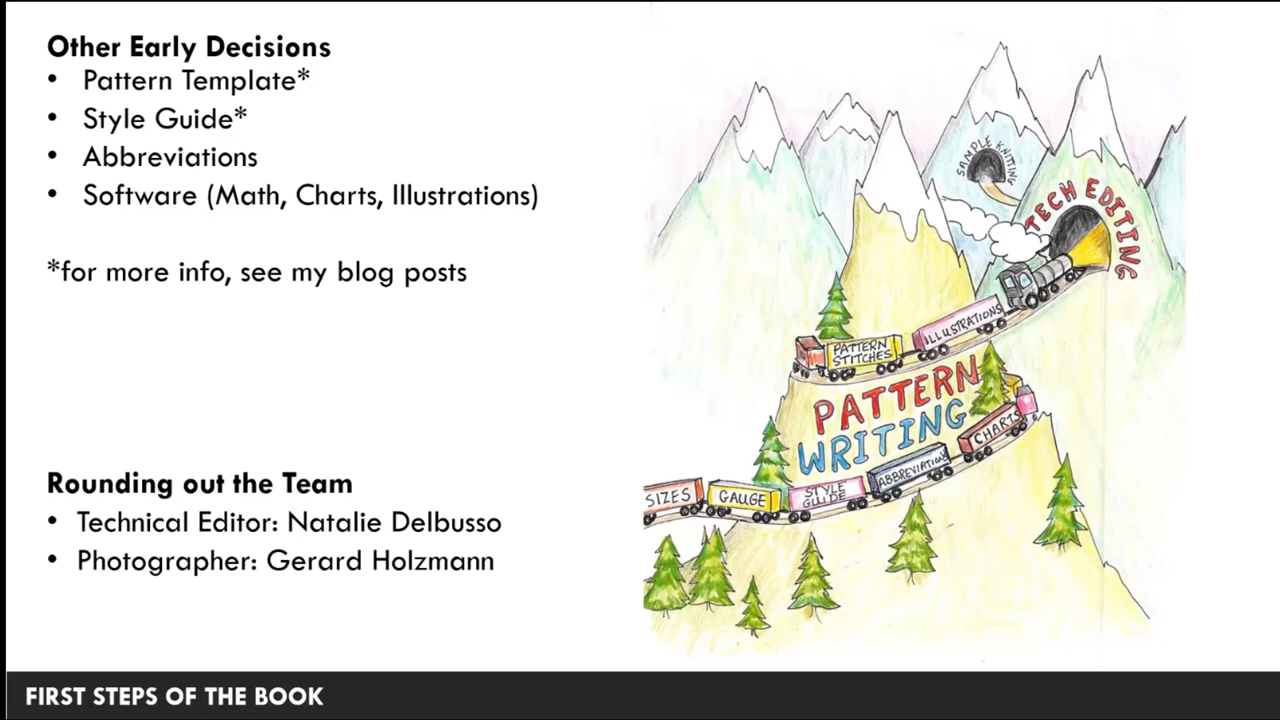 Other Early Decisions
• Pattern Template*
• Style Guide*
• Abbreviations
• Software (Math, Charts, Illustrations)
*for more info, see my blog posts
Rounding out the Team
• Technical Editor: Natalie Delbusso
• Photographer: Gerard Holzmann
SAMPLE KNITTING
TECH EDITING
ILLUSTRATIONS
PATTERN
STITCHES
PATTERN
WRITING
CHARTS
ABBREVIATION
STYLE
GUIDE
GAUGE
SIZES
FIRST STEPS OF THE BOOK